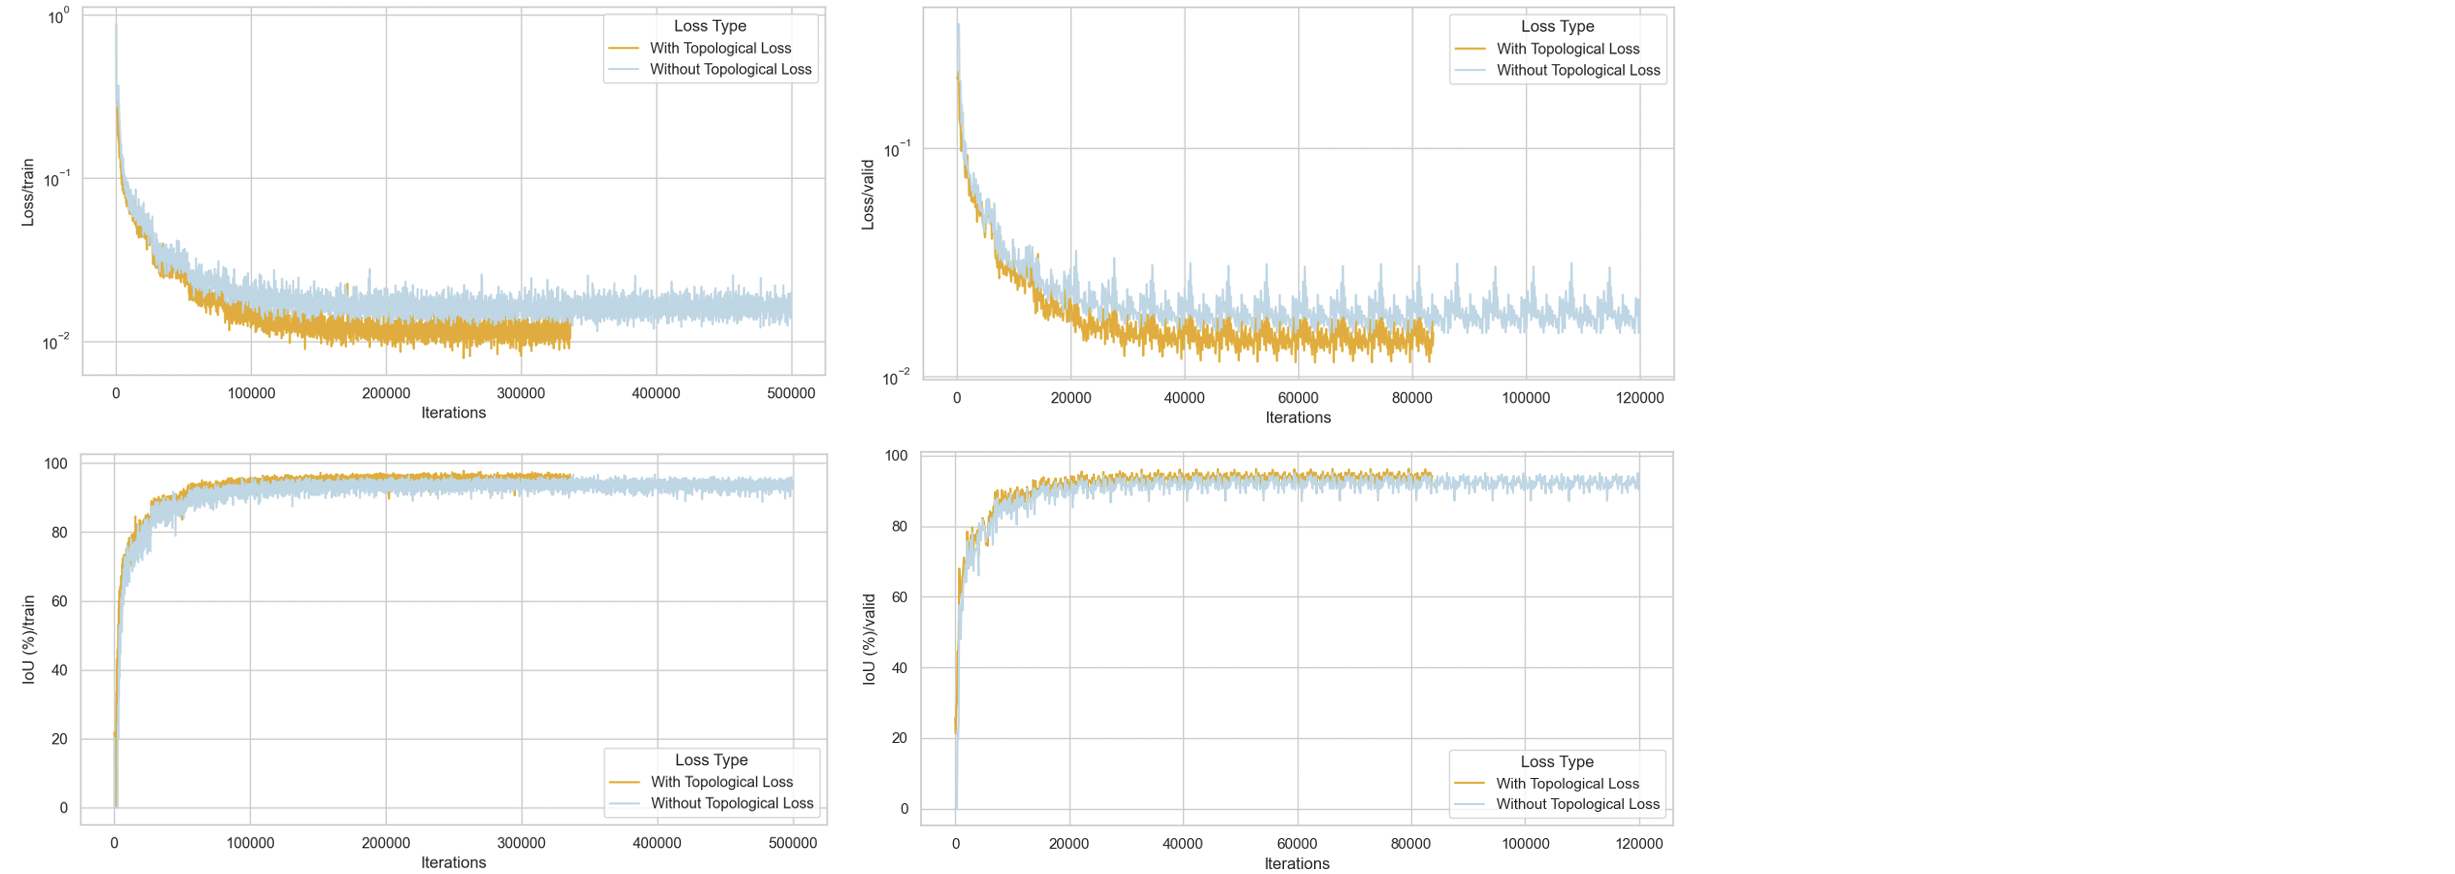 Loss/train
10⁰
10⁻¹
10⁻²
0
100000
200000
300000
400000
500000
Iterations
Loss Type
With Topological Loss
Without Topological Loss
Loss/valid
10⁻¹
10⁻²
0
20000
40000
60000
80000
100000
120000
Iterations
Loss Type
With Topological Loss
Without Topological Loss
IoU (%)/train
100
80
60
40
20
0
0
100000
200000
300000
400000
500000
Iterations
Loss Type
With Topological Loss
Without Topological Loss
IoU (%)/valid
100
80
60
40
20
0
0
20000
40000
60000
80000
100000
120000
Iterations
Loss Type
With Topological Loss
Without Topological Loss